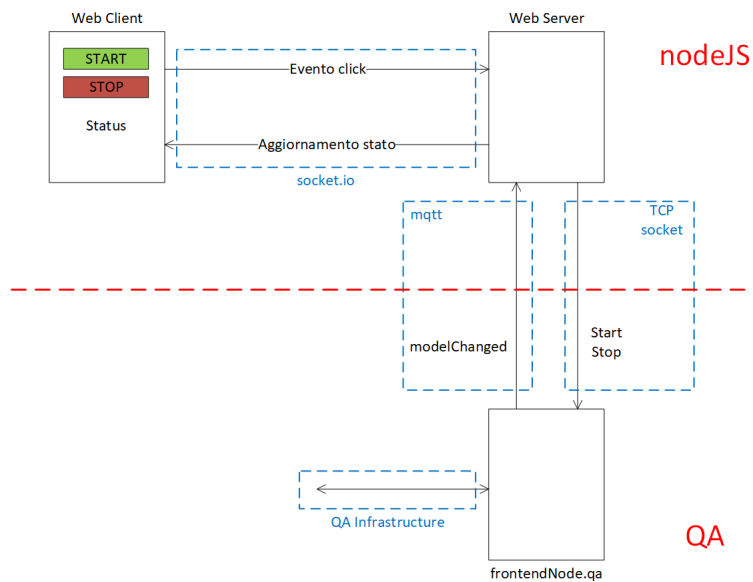 Web Client
Web Server
nodeJS
START
STOP
Status
Evento click
Aggiornamento stato
socket.io
mqtt
TCP
socket
modelChanged
Start
Stop
QA Infrastructure
QA
frontendNode.qa